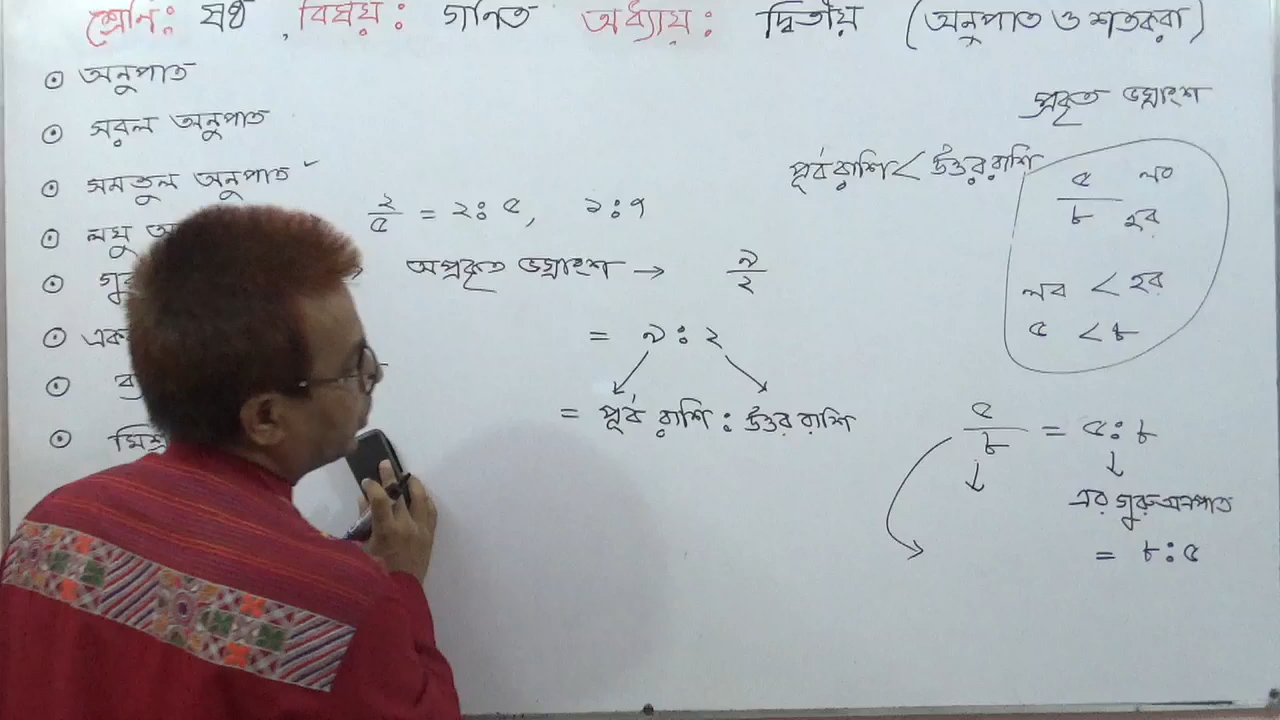 শ্রেণি: ষষ্ঠ , বিষয়: গণিত অধ্যায়: দ্বিতীয় (অনুপাত ও শতকরা)
⊙ অনুপাত
⊙ সরল অনুপাত
⊙ সমতুল অনুপাত ✓
⊙ লঘু
⊙
⊙
⊙
⊙
২/৫ = ২ : ৫, ১ : ৭
অপ্রকৃত ভগ্নাংশ → ৯/২
= ৯ : ২
= পূর্ব রাশি : উত্তর রাশি
প্রকৃত ভগ্নাংশ
পূর্ব রাশি < উত্তর রাশি
৫ লব
৮ হর
লব < হর
৫ < ৮
৫/৮ = ৫ : ৮
↓ ↓
এর গুরু অনুপাত
= ৮ : ৫